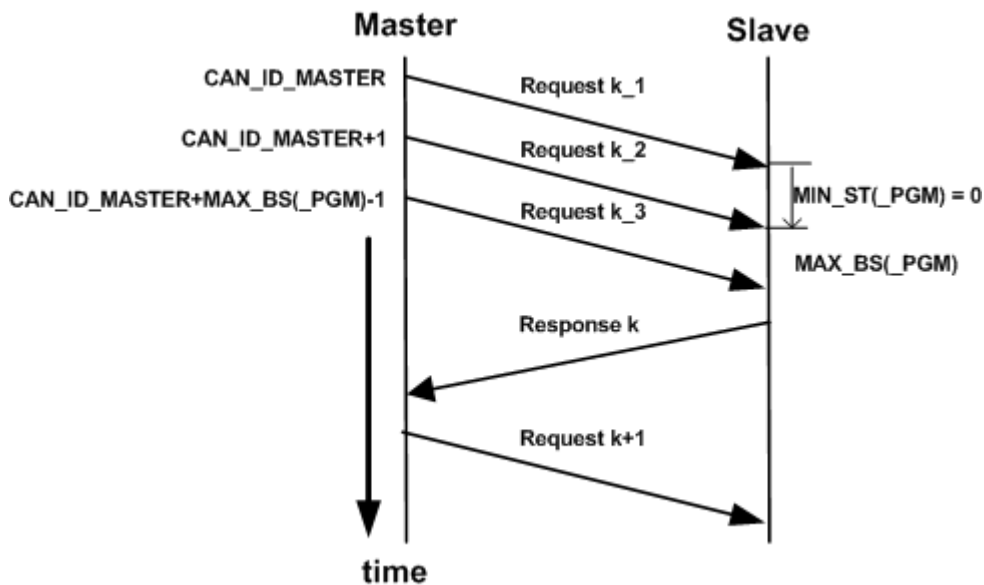 Master
Slave
CAN_ID_MASTER
Request k_1
CAN_ID_MASTER+1
Request k_2
MIN_ST(_PGM) = 0
CAN_ID_MASTER+MAX_BS(_PGM)-1
Request k_3
MAX_BS(_PGM)
Response k
Request k+1
time